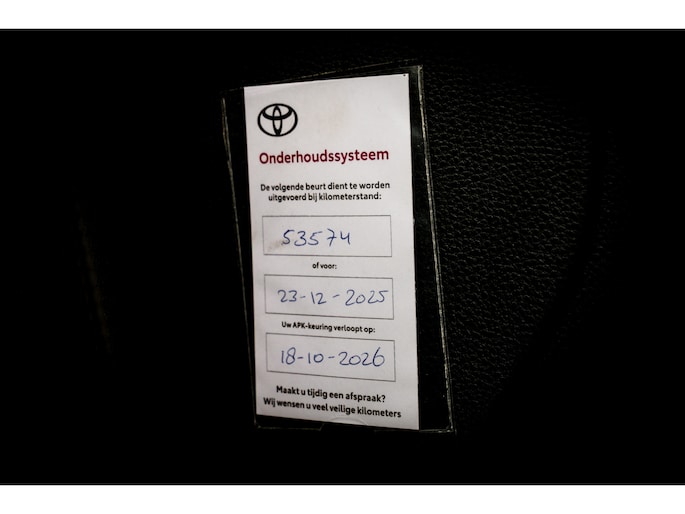 Onderhoudssysteem
De volgende beurt dient te worden
uitgevoerd bij kilometerstand:
53574
of voor:
23-12-2025
Uw APK-keuring verloopt op:
18-10-2026
Maakt u tijdig een afspraak?
Wij wensen u veel veilige kilometers